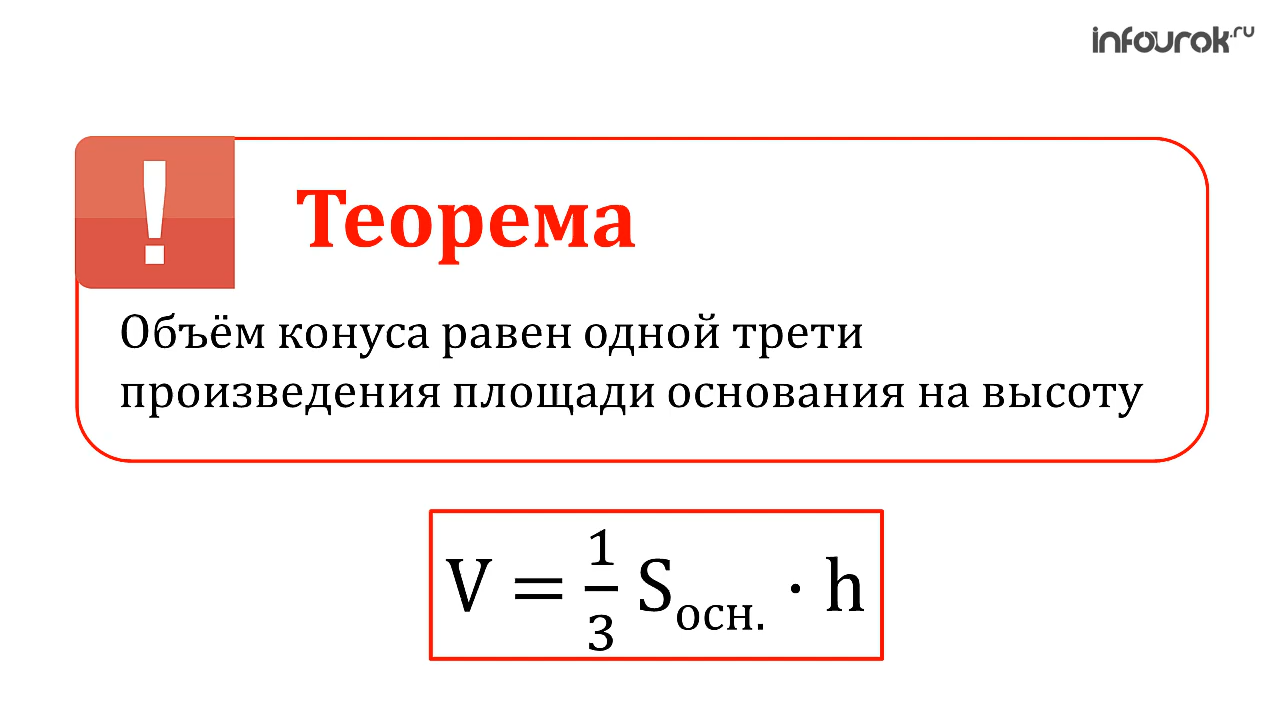 infourok.ru
!
Теорема
Объём конуса равен одной трети
произведения площади основания на высоту
V = 1/3 Sосн. · h